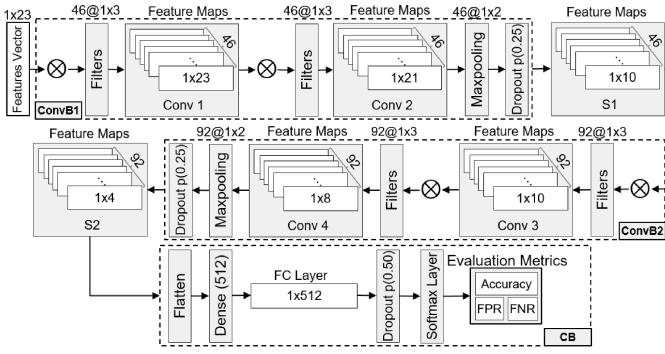 1x23
46@1x3
Feature Maps
46@1x3
Feature Maps
46@1x2
Feature Maps
Features Vector
Filters
46
1x23
Conv 1
Filters
46
1x21
Conv 2
Maxpooling
Dropout p(0.25)
46
1x10
S1
ConvB1
Feature Maps
92@1x2
Feature Maps
92@1x3
Feature Maps
92@1x3
92
1x4
S2
Dropout p(0.25)
Maxpooling
92
1x8
Conv 4
Filters
92
1x10
Conv 3
Filters
ConvB2
Flatten
Dense (512)
FC Layer
1x512
Dropout p(0.50)
Softmax Layer
Evaluation Metrics
Accuracy
FPR
FNR
CB